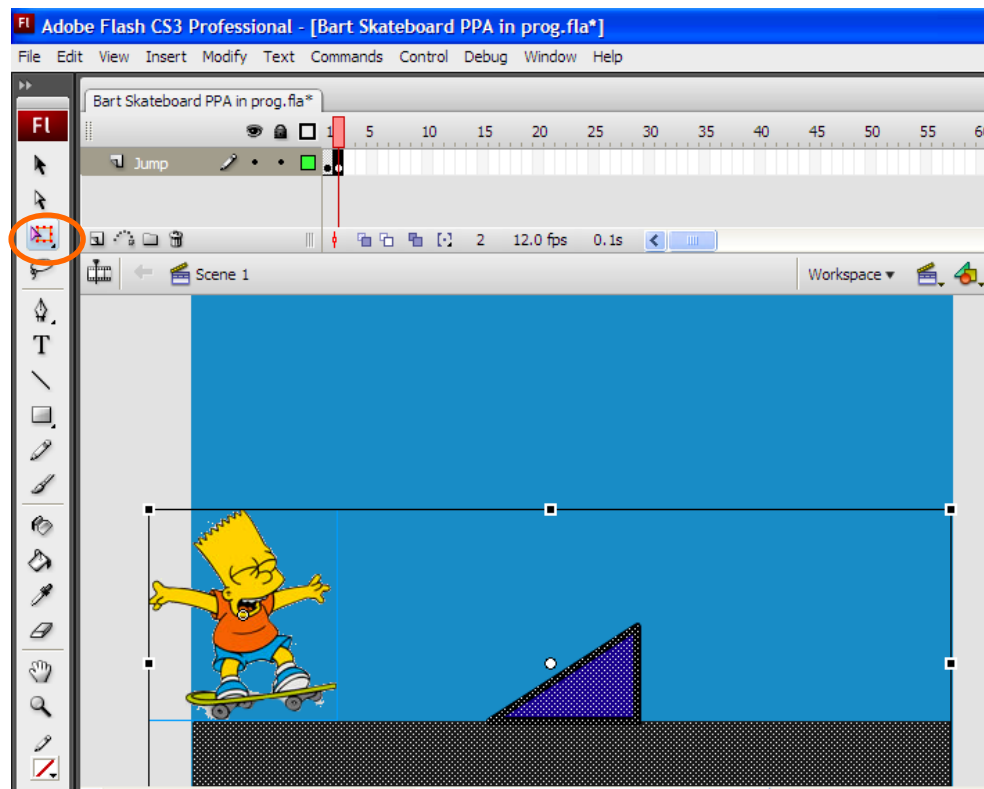 Fl Adobe Flash CS3 Professional - [Bart Skateboard PPA in prog.fla*]
File Edit View Insert Modify Text Commands Control Debug Window Help
Bart Skateboard PPA in prog.fla*
Fl
1 5 10 15 20 25 30 35 40 45 50 55 6
Jump
2 12.0 fps 0.1s
Scene 1
Workspace
T